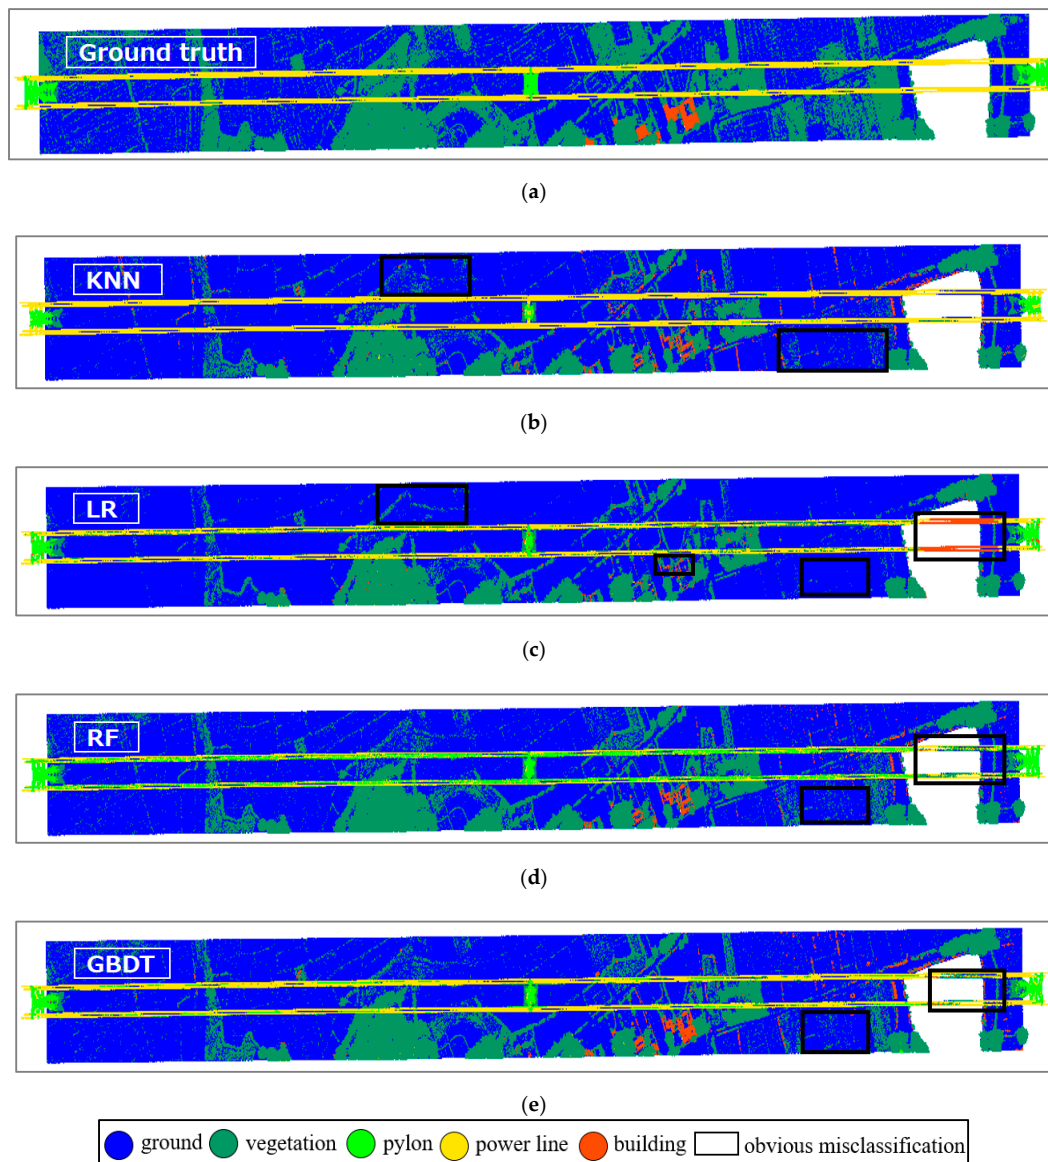 Ground truth
(a)
KNN
(b)
LR
(c)
RF
(d)
GBDT
(e)
ground vegetation pylon power line building obvious misclassification